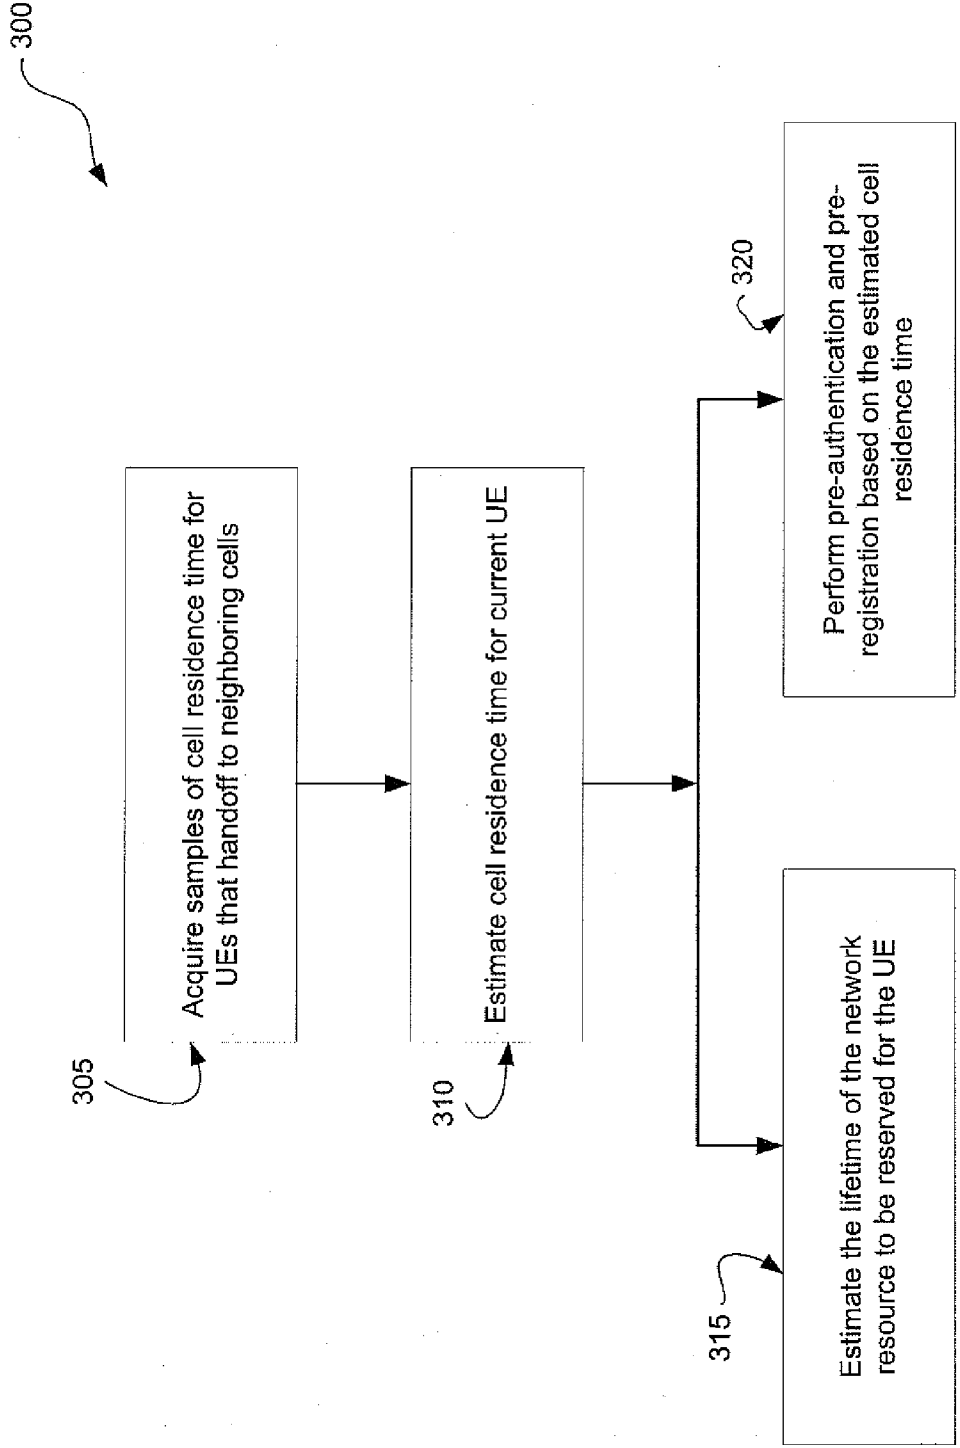 300
305
Acquire samples of cell residence time for
UEs that handoff to neighboring cells
310
Estimate cell residence time for current UE
315
Estimate the lifetime of the network
resource to be reserved for the UE
320
Perform pre-authentication and pre-
registration based on the estimated cell
residence time